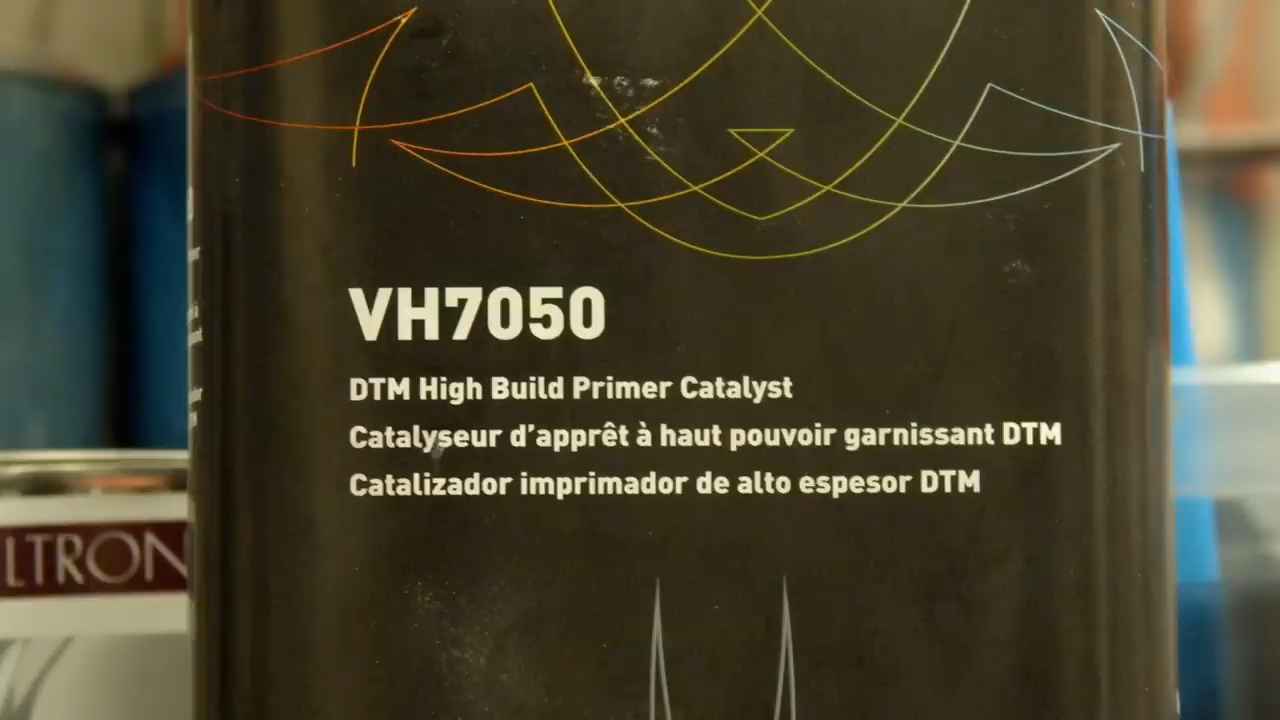 VH7050
DTM High Build Primer Catalyst
Catalyseur d'apprêt à haut pouvoir garnissant DTM
Catalizador imprimador de alto espesor DTM
LTRON